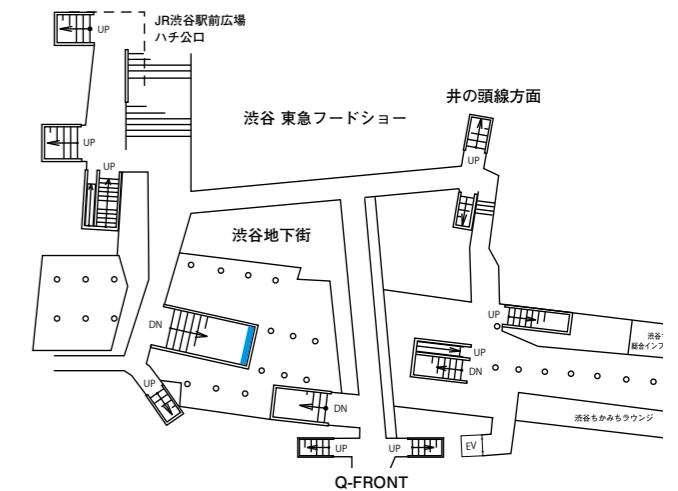 JR渋谷駅前広場
ハチ公口
UP
井の頭線方面
渋谷 東急フードショー
UP
UP
UP
渋谷地下街
UP
DN
UP
DN
UP
DN
UP
UP
EV
渋谷ちかみちラウンジ
Q-FRONT